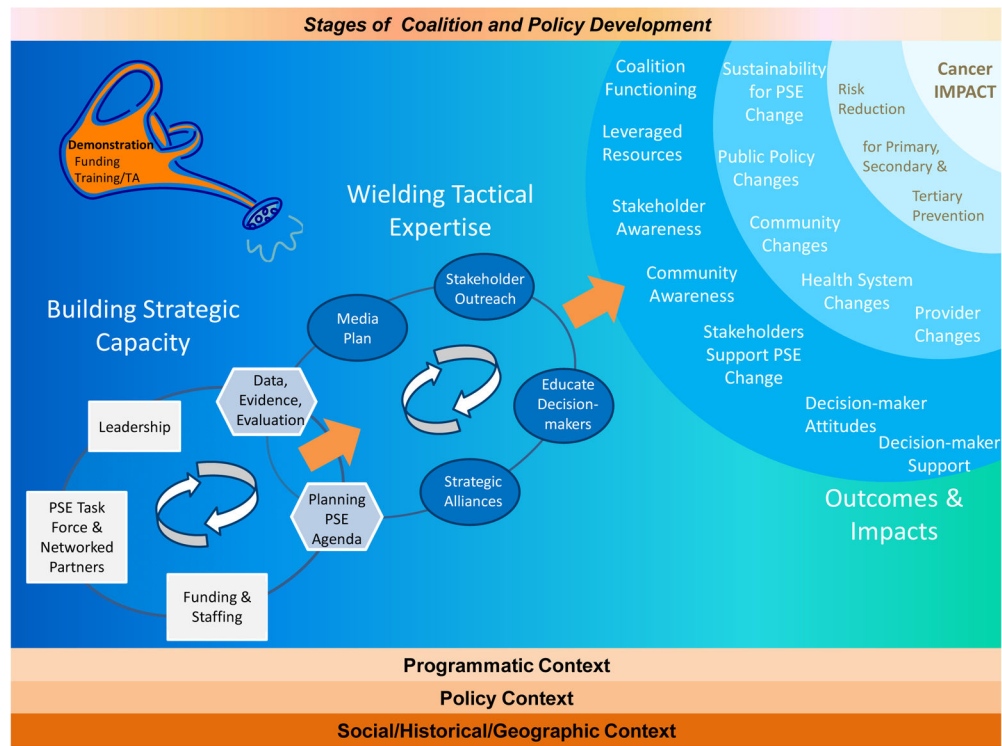 Stages of Coalition and Policy Development
Demonstration
Funding
Training/TA
Building Strategic
Capacity
Leadership
PSE Task
Force &
Networked
Partners
Funding &
Staffing
Data,
Evidence,
Evaluation
Planning
PSE
Agenda
Wielding Tactical
Expertise
Media
Plan
Stakeholder
Outreach
Educate
Decision-
makers
Strategic
Alliances
Coalition
Functioning
Leveraged
Resources
Stakeholder
Awareness
Community
Awareness
Stakeholders
Support PSE
Change
Decision-maker
Attitudes
Decision-maker
Support
Sustainability
for PSE
Change
Public Policy
Changes
Community
Changes
Health System
Changes
Provider
Changes
Risk
Reduction
for Primary,
Secondary &
Tertiary
Prevention
Cancer
IMPACT
Outcomes &
Impacts
Programmatic Context
Policy Context
Social/Historical/Geographic Context